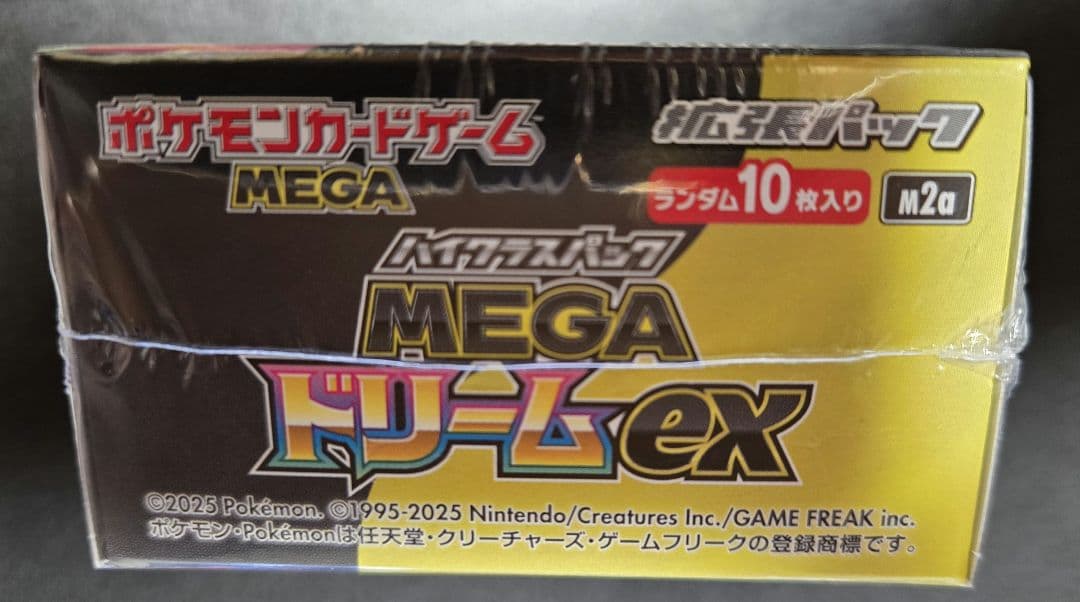 ポケモンカードゲーム
MEGA
拡張パック
ランダム10枚入り
M2a
ハイクラスパック
MEGA
ドリームex
©2025 Pokémon. ©1995-2025 Nintendo/Creatures Inc./GAME FREAK inc.
ポケモン・Pokémonは任天堂・クリーチャーズ・ゲームフリークの登録商標です。